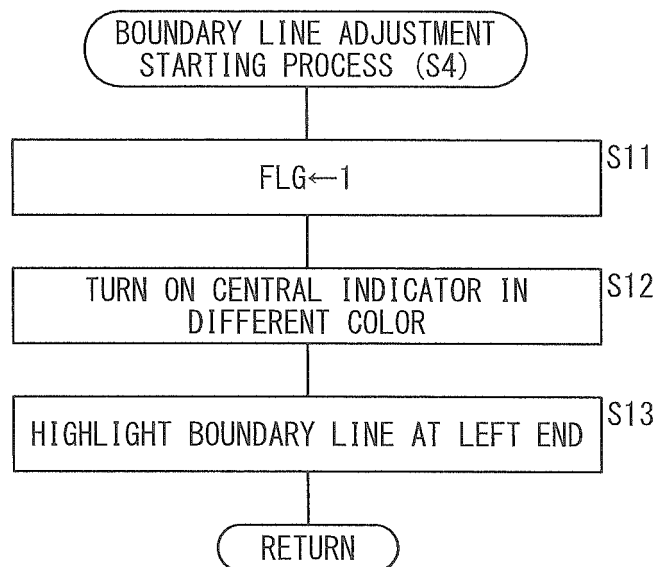 BOUNDARY LINE ADJUSTMENT
STARTING PROCESS (S4)
S11
FLG←1
S12
TURN ON CENTRAL INDICATOR IN
DIFFERENT COLOR
S13
HIGHLIGHT BOUNDARY LINE AT LEFT END
RETURN